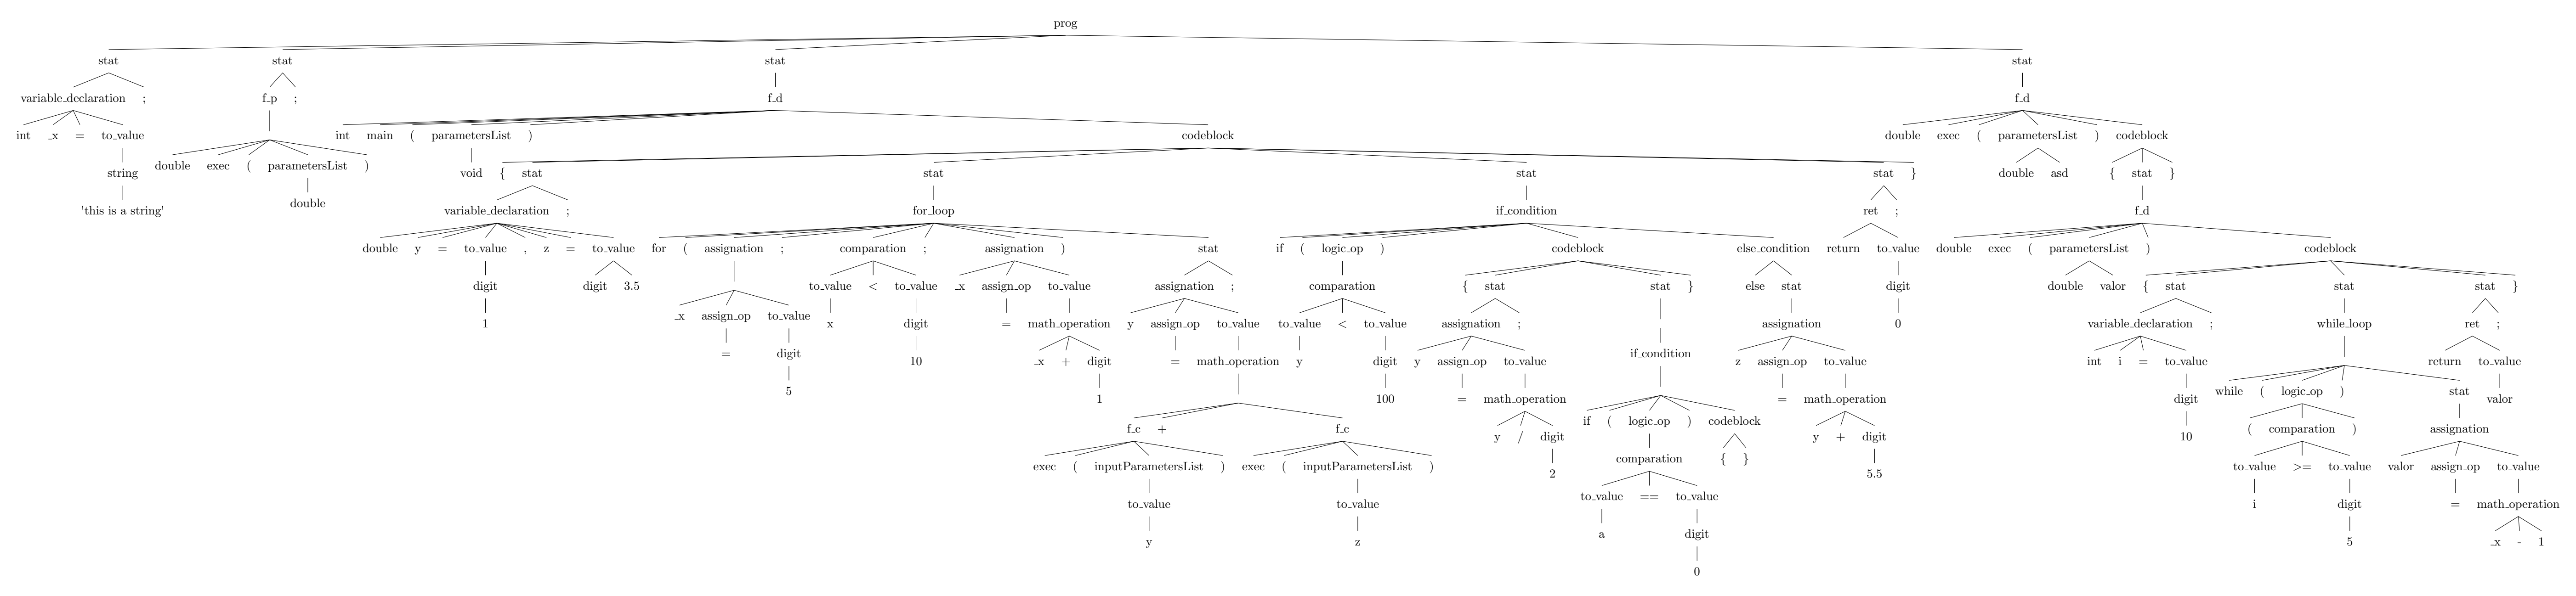 prog
stat stat stat stat
variable_declaration ; f_p ; f_d f_d
int _x = to_value int main ( parametersList ) codeblock double exec ( parametersList ) codeblock
double exec ( parametersList )
string void { stat stat stat stat } double asd { stat }
double
'this is a string' variable_declaration ; for_loop if_condition ret ; f_d
double y = to_value , z = to_value for ( assignation ; comparation ; assignation ) stat if ( logic_op ) codeblock else_condition return to_value double exec ( parametersList ) codeblock
digit digit 3.5 to_value < to_value _x assign_op to_value assignation ; comparation { stat stat } else stat digit double valor { stat stat stat }
_x assign_op to_value
1 x digit = math_operation y assign_op to_value to_value < to_value assignation ; assignation 0 variable_declaration ; while_loop ret ;
= digit if_condition
10 _x + digit = math_operation y digit y assign_op to_value z assign_op to_value int i = to_value return to_value
5 while ( logic_op ) stat
1 100 = math_operation = math_operation digit valor
if ( logic_op ) codeblock
f_c + f_c ( comparation ) assignation
y / digit y + digit 10
comparation { }
exec ( inputParametersList ) exec ( inputParametersList ) 2 5.5 to_value >= to_value valor assign_op to_value
to_value == to_value
to_value to_value i digit = math_operation
a digit
y z 5 _x - 1
0